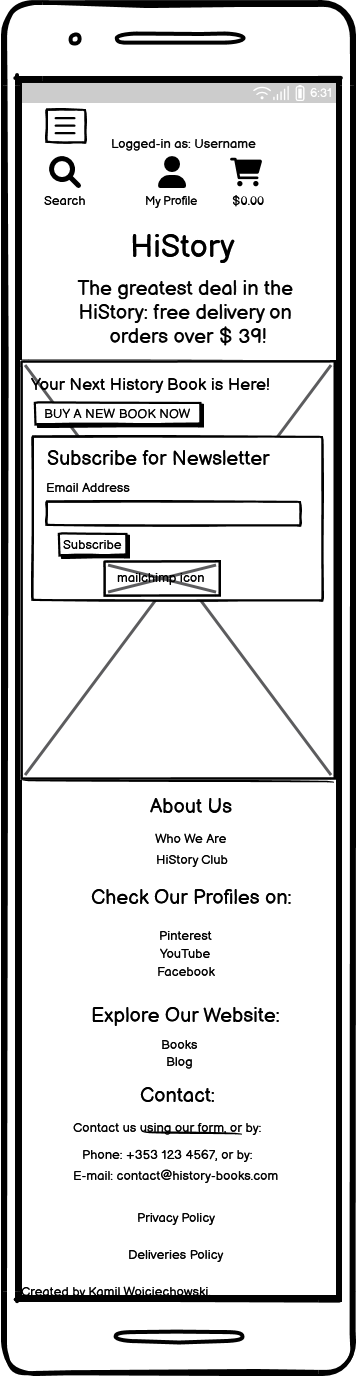 6:31
Logged-in as: Username
Search
My Profile
$0.00
HiStory
The greatest deal in the
HiStory: free delivery on
orders over $ 39!
Your Next History Book is Here!
BUY A NEW BOOK NOW
Subscribe for Newsletter
Email Address
Subscribe
mailchimp icon
About Us
Who We Are
HiStory Club
Check Our Profiles on:
Pinterest
YouTube
Facebook
Explore Our Website:
Books
Blog
Contact:
Contact us using our form, or by:
Phone: +353 123 4567, or by:
E-mail: contact@history-books.com
Privacy Policy
Deliveries Policy
Created by Kamil Wojciechowski